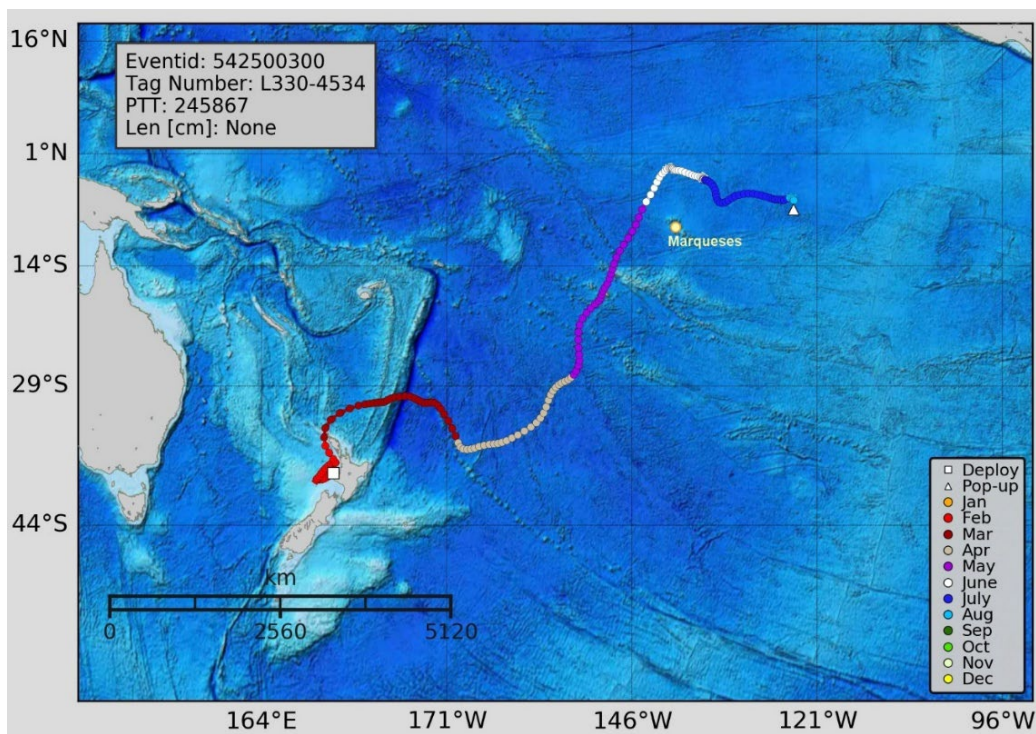 16°N
1°N
14°S
29°S
44°S
Eventid: 542500300
Tag Number: L330-4534
PTT: 245867
Len [cm]: None
Marqueses
km
0 2560 5120
Deploy
Pop-up
Jan
Feb
Mar
Apr
May
June
July
Aug
Sep
Oct
Nov
Dec
164°E 171°W 146°W 121°W 96°W